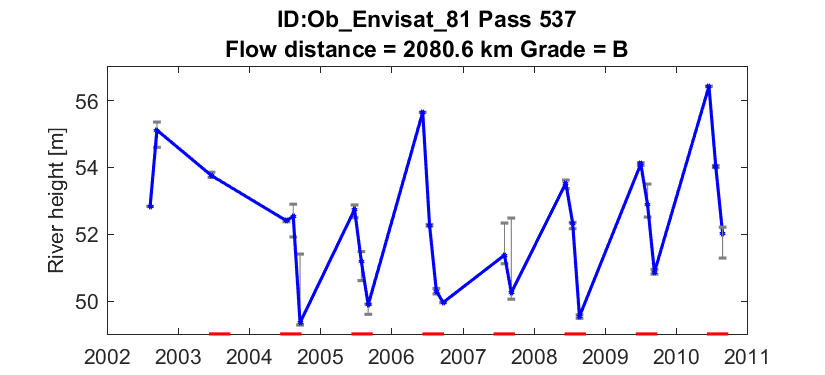 ID:Ob_Envisat_81 Pass 537
Flow distance = 2080.6 km Grade = B
River height [m]
56
54
52
50
2002 2003 2004 2005 2006 2007 2008 2009 2010 2011